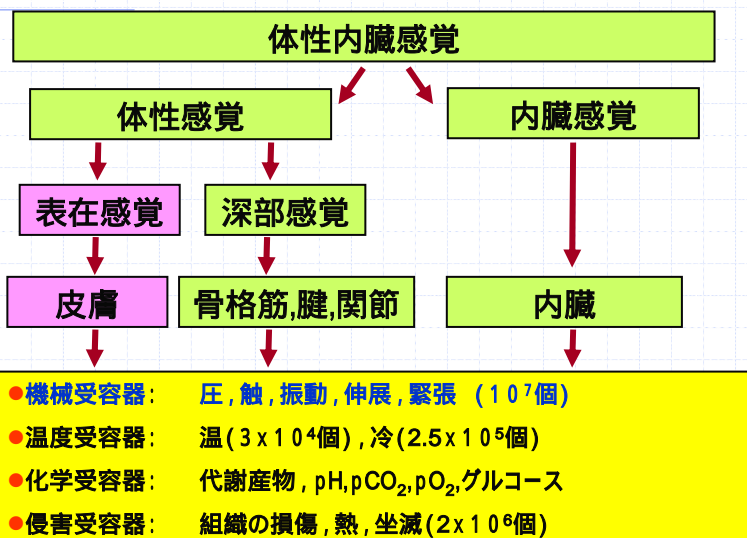 体性内臓感覚
体性感覚
内臓感覚
表在感覚
深部感覚
皮膚
骨格筋,腱,関節
内臓
●機械受容器: 圧,触,振動,伸展,緊張 (10⁷個)
●温度受容器: 温(3x10⁴個),冷(2.5x10⁵個)
●化学受容器: 代謝産物,pH,pCO₂,pO₂,グルコース
●侵害受容器: 組織の損傷,熱,坐滅(2x10⁶個)